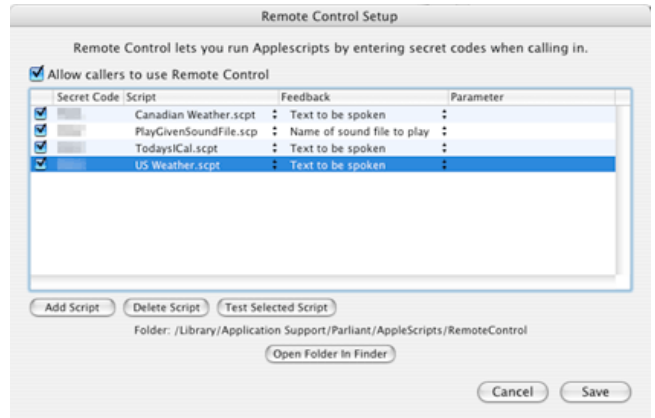 Remote Control Setup
Remote Control lets you run Applescripts by entering secret codes when calling in.
Allow callers to use Remote Control
Secret Code Script Feedback Parameter
Canadian Weather.scpt Text to be spoken
PlayGivenSoundFile.scp Name of sound file to play
TodaysICal.scpt Text to be spoken
US Weather.scpt Text to be spoken
Add Script Delete Script Test Selected Script
Folder: /Library/Application Support/Parliant/AppleScripts/RemoteControl
Open Folder In Finder
Cancel Save